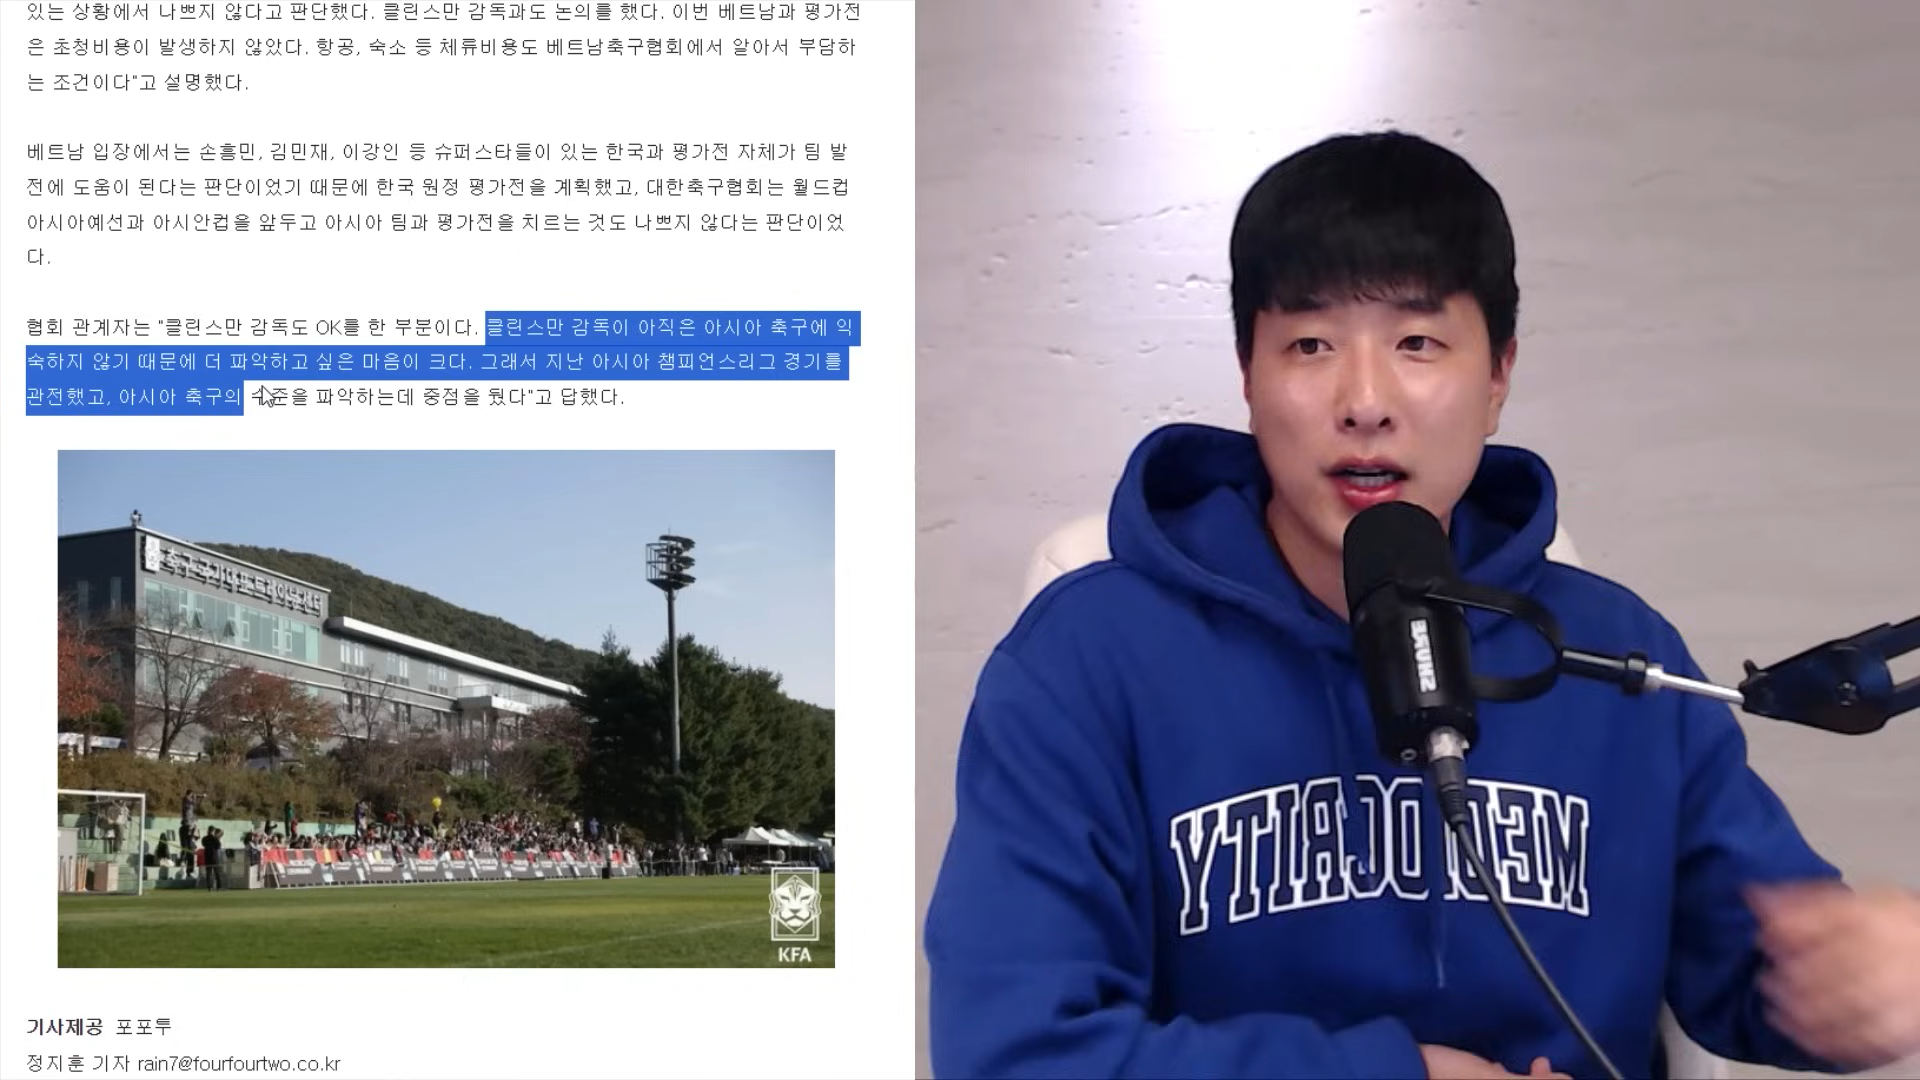 있는 상황에서 나쁘지 않다고 판단했다. 클린스만 감독과도 논의를 했다. 이번 베트남과 평가전
은 초청비용이 발생하지 않았다. 항공, 숙소 등 체류비용도 베트남축구협회에서 알아서 부담하
는 조건이다"고 설명했다.
베트남 입장에서는 손흥민, 김민재, 이강인 등 슈퍼스타들이 있는 한국과 평가전 자체가 팀 발
전에 도움이 된다는 판단이었기 때문에 한국 원정 평가전을 계획했고, 대한축구협회는 월드컵
아시아예선과 아시안컵을 앞두고 아시아 팀과 평가전을 치르는 것도 나쁘지 않다는 판단이었
다.
협회 관계자는 "클린스만 감독도 OK를 한 부분이다. 클린스만 감독이 아직은 아시아 축구에 익
숙하지 않기 때문에 더 파악하고 싶은 마음이 크다. 그래서 지난 아시아 챔피언스리그 경기를
관전했고, 아시아 축구의 수준을 파악하는데 중점을 뒀다"고 답했다.
축구국가대표트레이닝센터
KFA
기사제공 포포투
정지훈 기자 rain7@fourfourtwo.co.kr
SHURE
MEDIOCRITY